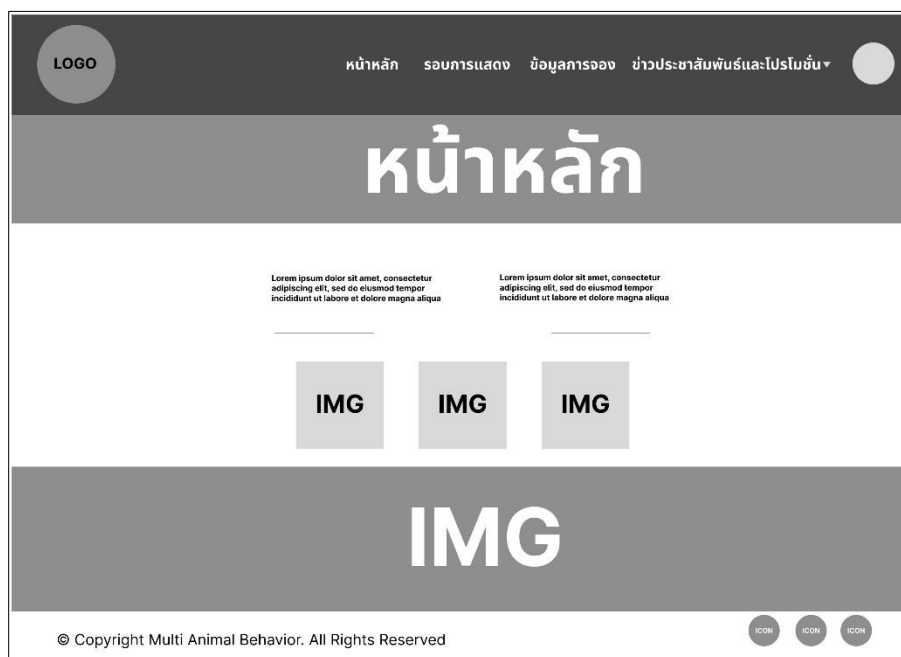 LOGO
หน้าหลัก รอบการแสดง ข้อมูลการจอง ข่าวประชาสัมพันธ์และโปรโมชั่น
หน้าหลัก
Lorem ipsum dolor sit amet, consectetur
adipiscing elit, sed do eiusmod tempor
incididunt ut labore et dolore magna aliqua
Lorem ipsum dolor sit amet, consectetur
adipiscing elit, sed do eiusmod tempor
incididunt ut labore et dolore magna aliqua
IMG IMG IMG
IMG
© Copyright Multi Animal Behavior. All Rights Reserved
ICON ICON ICON